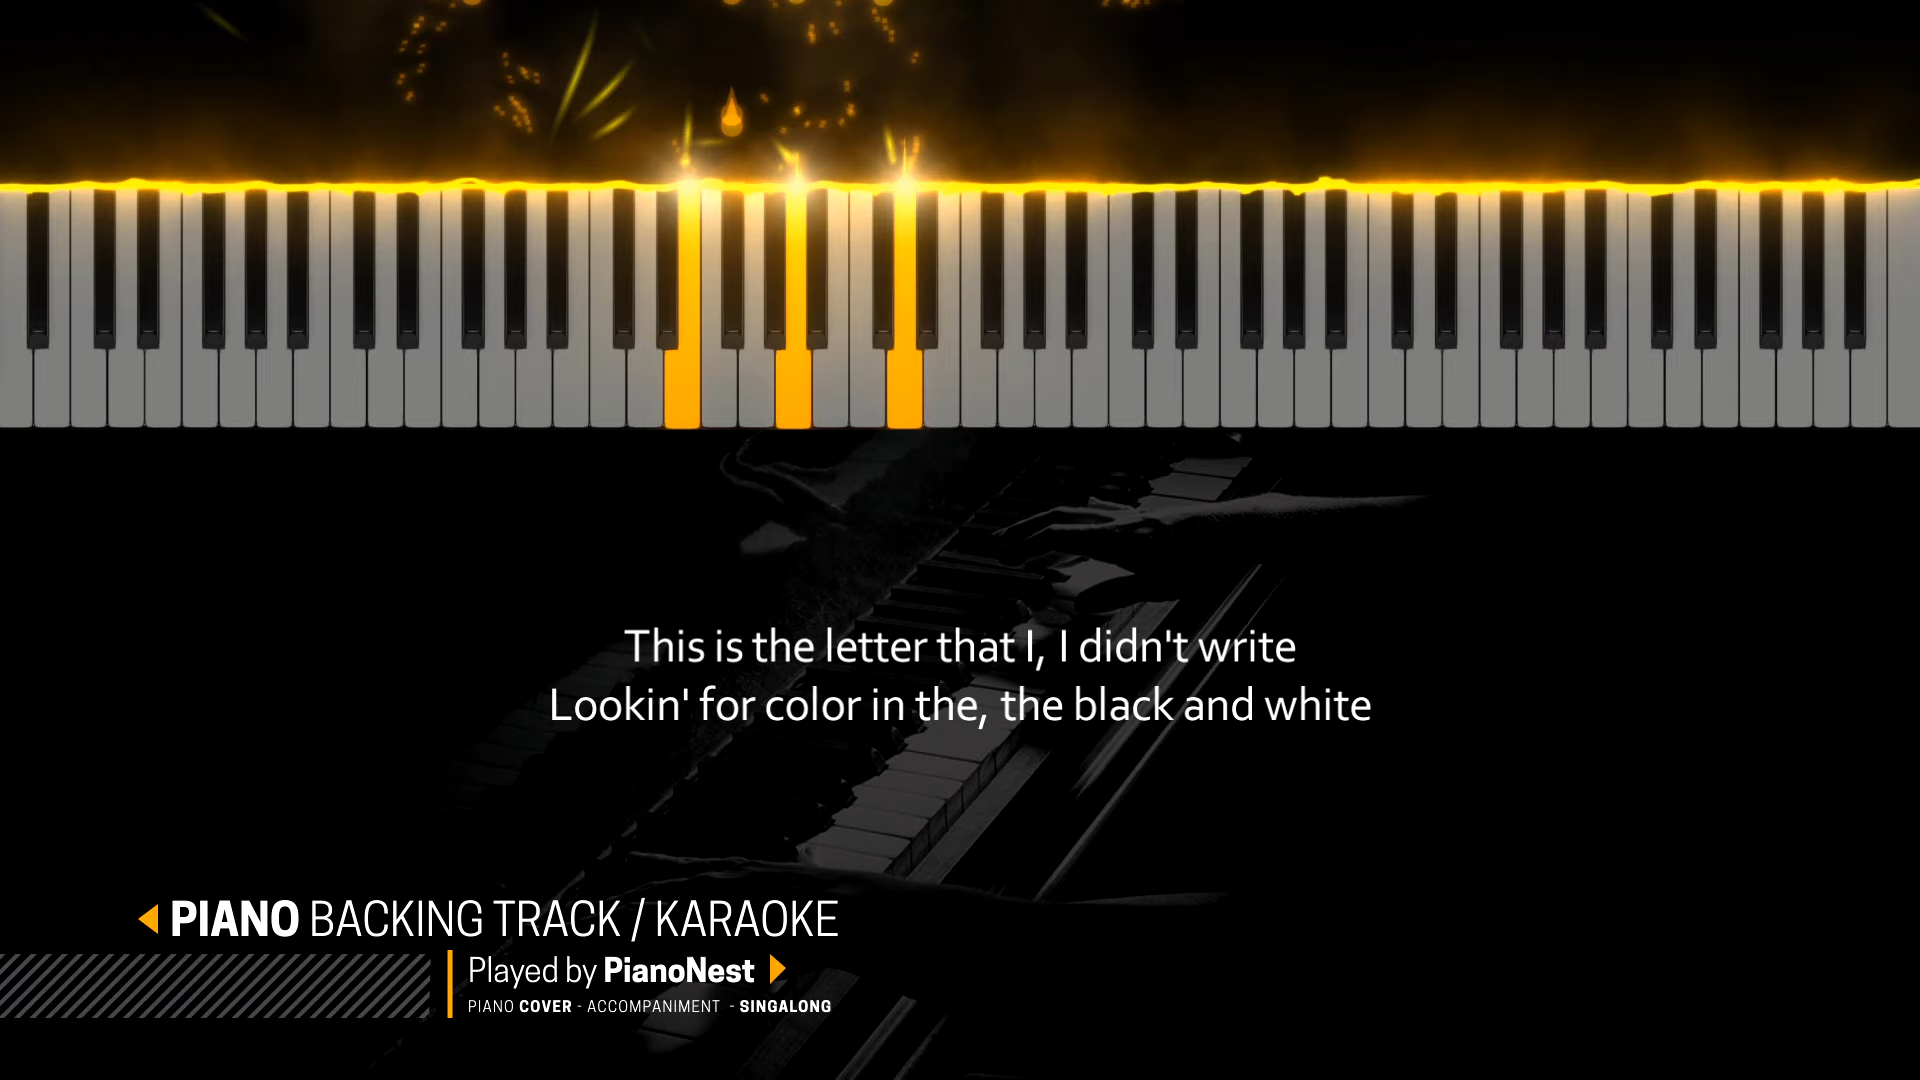 This is the letter that I, I didn't write
Lookin' for color in the, the black and white
PIANO BACKING TRACK / KARAOKE
Played by PianoNest
PIANO COVER - ACCOMPANIMENT - SINGALONG